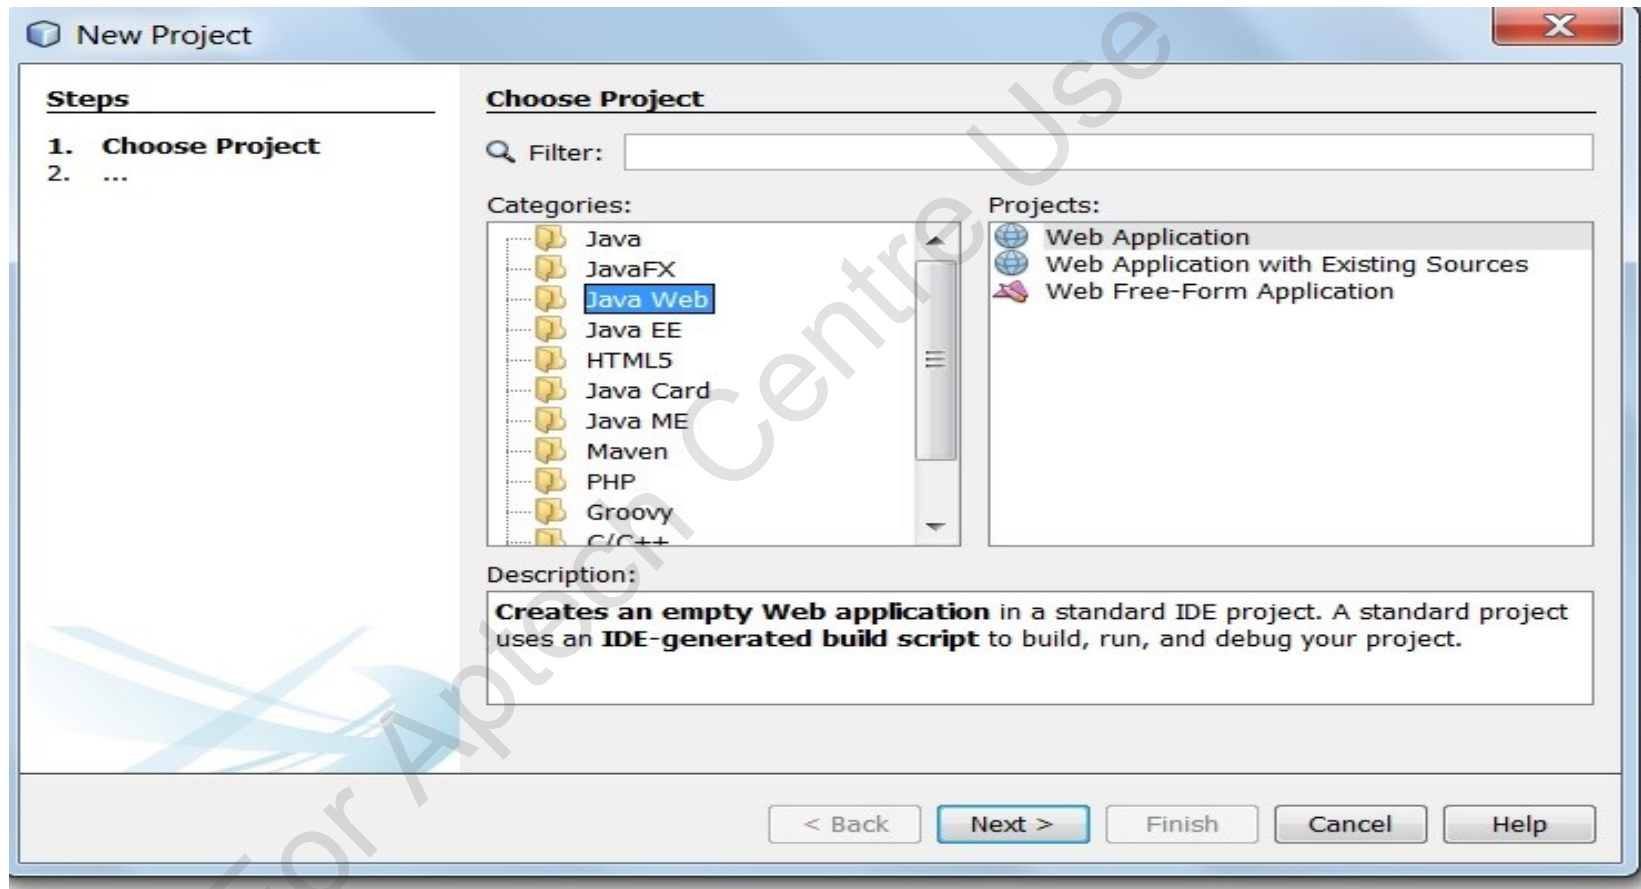 New Project
X
Steps
1. Choose Project
2. ...
Choose Project
Filter:
Categories:
Java
JavaFX
Java Web
Java EE
HTML5
Java Card
Java ME
Maven
PHP
Groovy
C/C++
Projects:
Web Application
Web Application with Existing Sources
Web Free-Form Application
Description:
Creates an empty Web application in a standard IDE project. A standard project
uses an IDE-generated build script to build, run, and debug your project.
< Back
Next >
Finish
Cancel
Help
For Aptech Centre Use